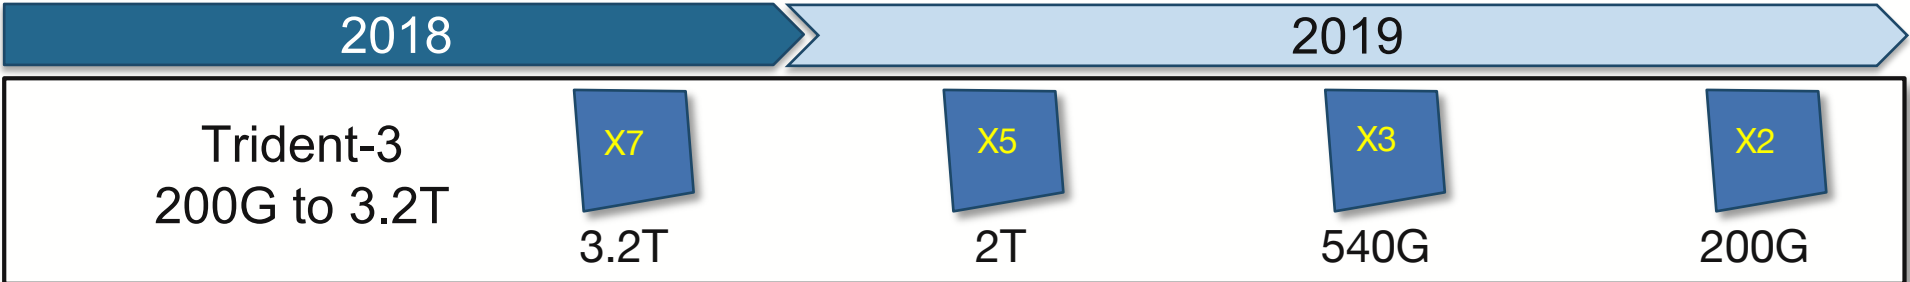 2018
2019
Trident-3
200G to 3.2T
X7
X5
X3
X2
3.2T
2T
540G
200G